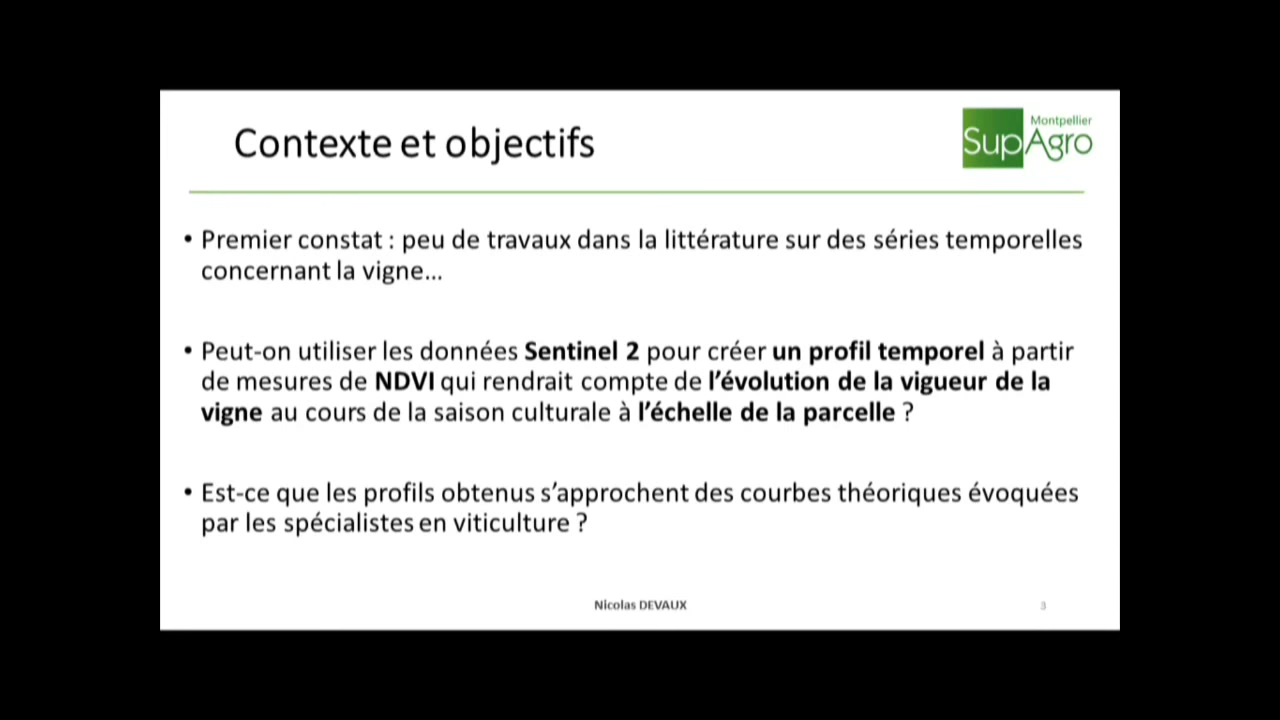 Contexte et objectifs
Montpellier
SupAgro
• Premier constat : peu de travaux dans la littérature sur des séries temporelles
concernant la vigne...
• Peut-on utiliser les données Sentinel 2 pour créer un profil temporel à partir
de mesures de NDVI qui rendrait compte de l’évolution de la vigueur de la
vigne au cours de la saison culturale à l’échelle de la parcelle ?
• Est-ce que les profils obtenus s’approchent des courbes théoriques évoquées
par les spécialistes en viticulture ?
Nicolas DEVAUX
3